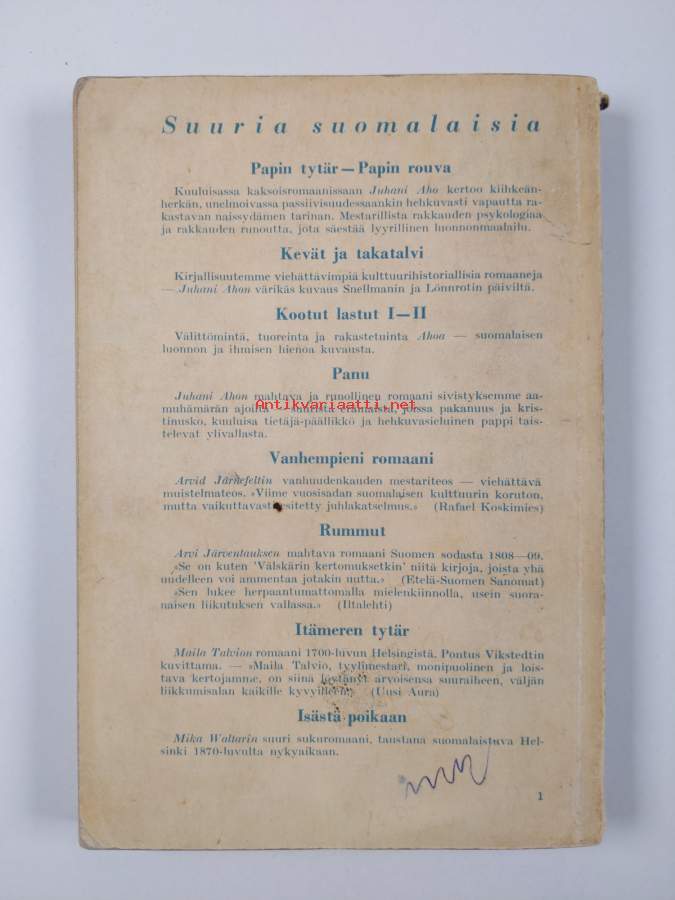 Suuria suomalaisia
Papin tytär — Papin rouva
Kuuluisassa kaksoisromaanissaan Juhani Aho kertoo kiihkeän-
herkän, unelmoivassa passiivisuudessaankin hehkuvasti vapautta ra-
kastavan naissydämen tarinan. Mestarillista rakkauden psykologiaa
ja rakkauden runoutta, jota säestää lyyrillinen luonnonmaalailu.
Kevät ja takatalvi
Kirjallisuutemme viehättävimpiä kulttuurihistoriallisia romaaneja
— Juhani Ahon värikäs kuvaus Snellmanin ja Lönnrotin päiviltä.
Kootut lastut I—II
Välittömintä, tuoreinta ja rakastetuinta Ahoa — suomalaisen
luonnon ja ihmisen hienoa kuvausta.
Panu
Juhani Ahon mahtava ja runollinen romaani sivistyksemme aa-
muhämärän ajoilta — suurista erämaista, joissa pakanuus ja kris-
Antikvariaatti.net
tinusko, kuuluisa tietäjä-päällikkö ja hehkuvasieluinen pappi tais-
televat ylivallasta.
Vanhempieni romaani
Arvid Järnefeltin vanhuudenkauden mestariteos — viehättävä
muistelmateos. »Viime vuosisadan suomalaisen kulttuurin koruton,
mutta vaikuttavasti esitetty juhlakatselmus.» (Rafael Koskimies)
Rummut
Arvi Järventauksen mahtava romaani Suomen sodasta 1808—09.
»Se on kuten 'Välskärin kertomuksetkin' niitä kirjoja, joista yhä
uudelleen voi ammentaa jotakin uutta.» (Etelä-Suomen Sanomat)
»Sen lukee herpaantumattomalla mielenkiinnolla, usein suora-
naisen liikutuksen vallassa.» (Iltalehti)
Itämeren tytär
Maila Talvion romaani 1700-luvun Helsingistä. Pontus Vikstedtin
kuvittama. — »Maila Talvio, tyylimestari, monipuolinen ja lois-
tava kertojamme, on siinä löytänyt arvoisensa suuraiheen, väljän
liikkumisalan kaikille kyvyilleen.» (Uusi Aura)
Isästä poikaan
Mika Waltarin suuri sukuromaani, taustana suomalaistuva Hel-
sinki 1870-luvulta nykyaikaan.
1